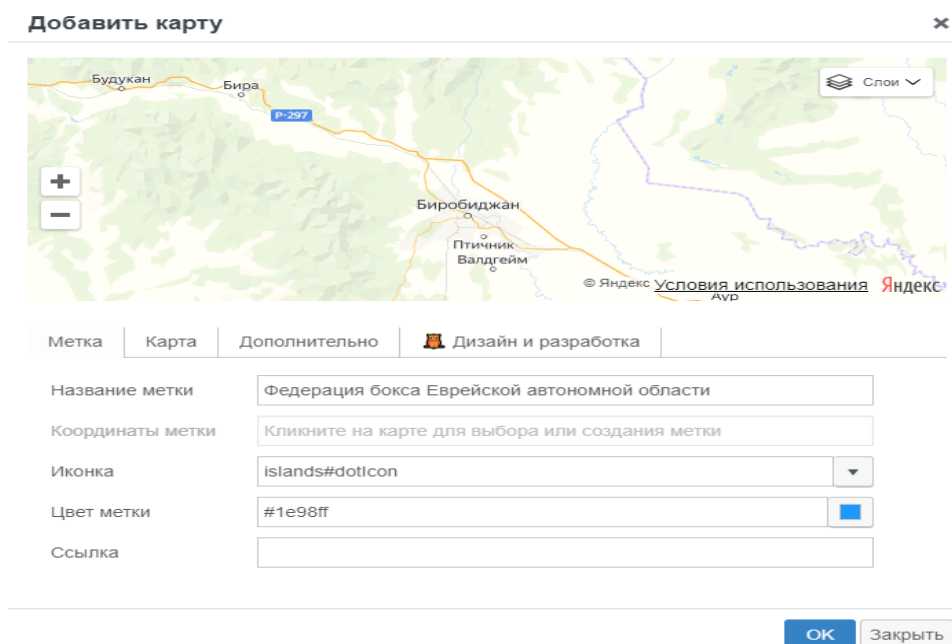 Добавить карту
Будукан
Бира
Слои
Р-297
Биробиджан
Птичник
Валдгейм
© Яндекс Условия использования Яндекс
Аур
Метка Карта Дополнительно Дизайн и разработка
Название метки Федерация бокса Еврейской автономной области
Координаты метки Кликните на карте для выбора или создания метки
Иконка islands#dotIcon
Цвет метки #1e98ff
Ссылка
OK Закрыть